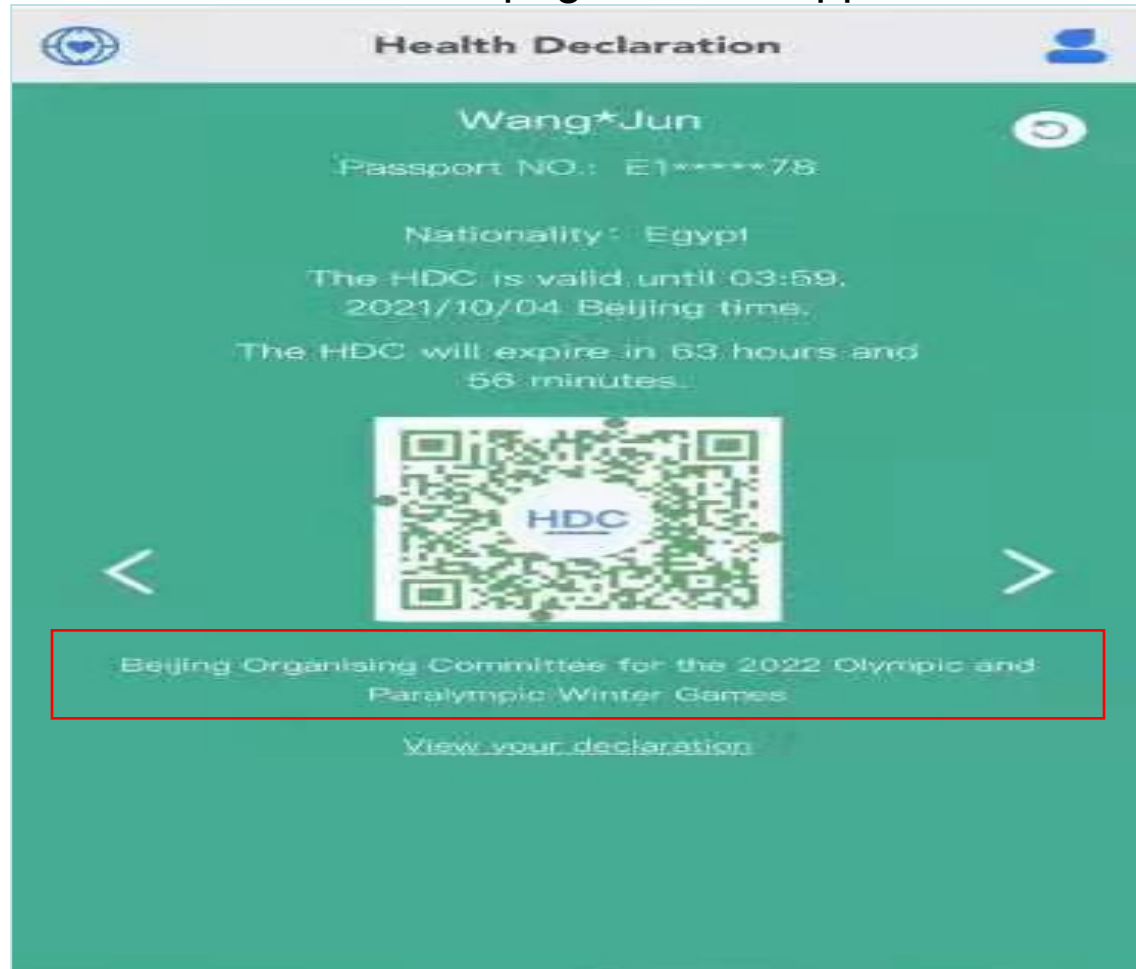 Health Declaration
Wang*Jun
Passport NO.: E1*****78
Nationality: Egypt
The HDC is valid until 03:59,
2021/10/04 Beijing time.
The HDC will expire in 63 hours and
56 minutes.
HDC
Beijing Organising Committee for the 2022 Olympic and
Paralympic Winter Games
View your declaration